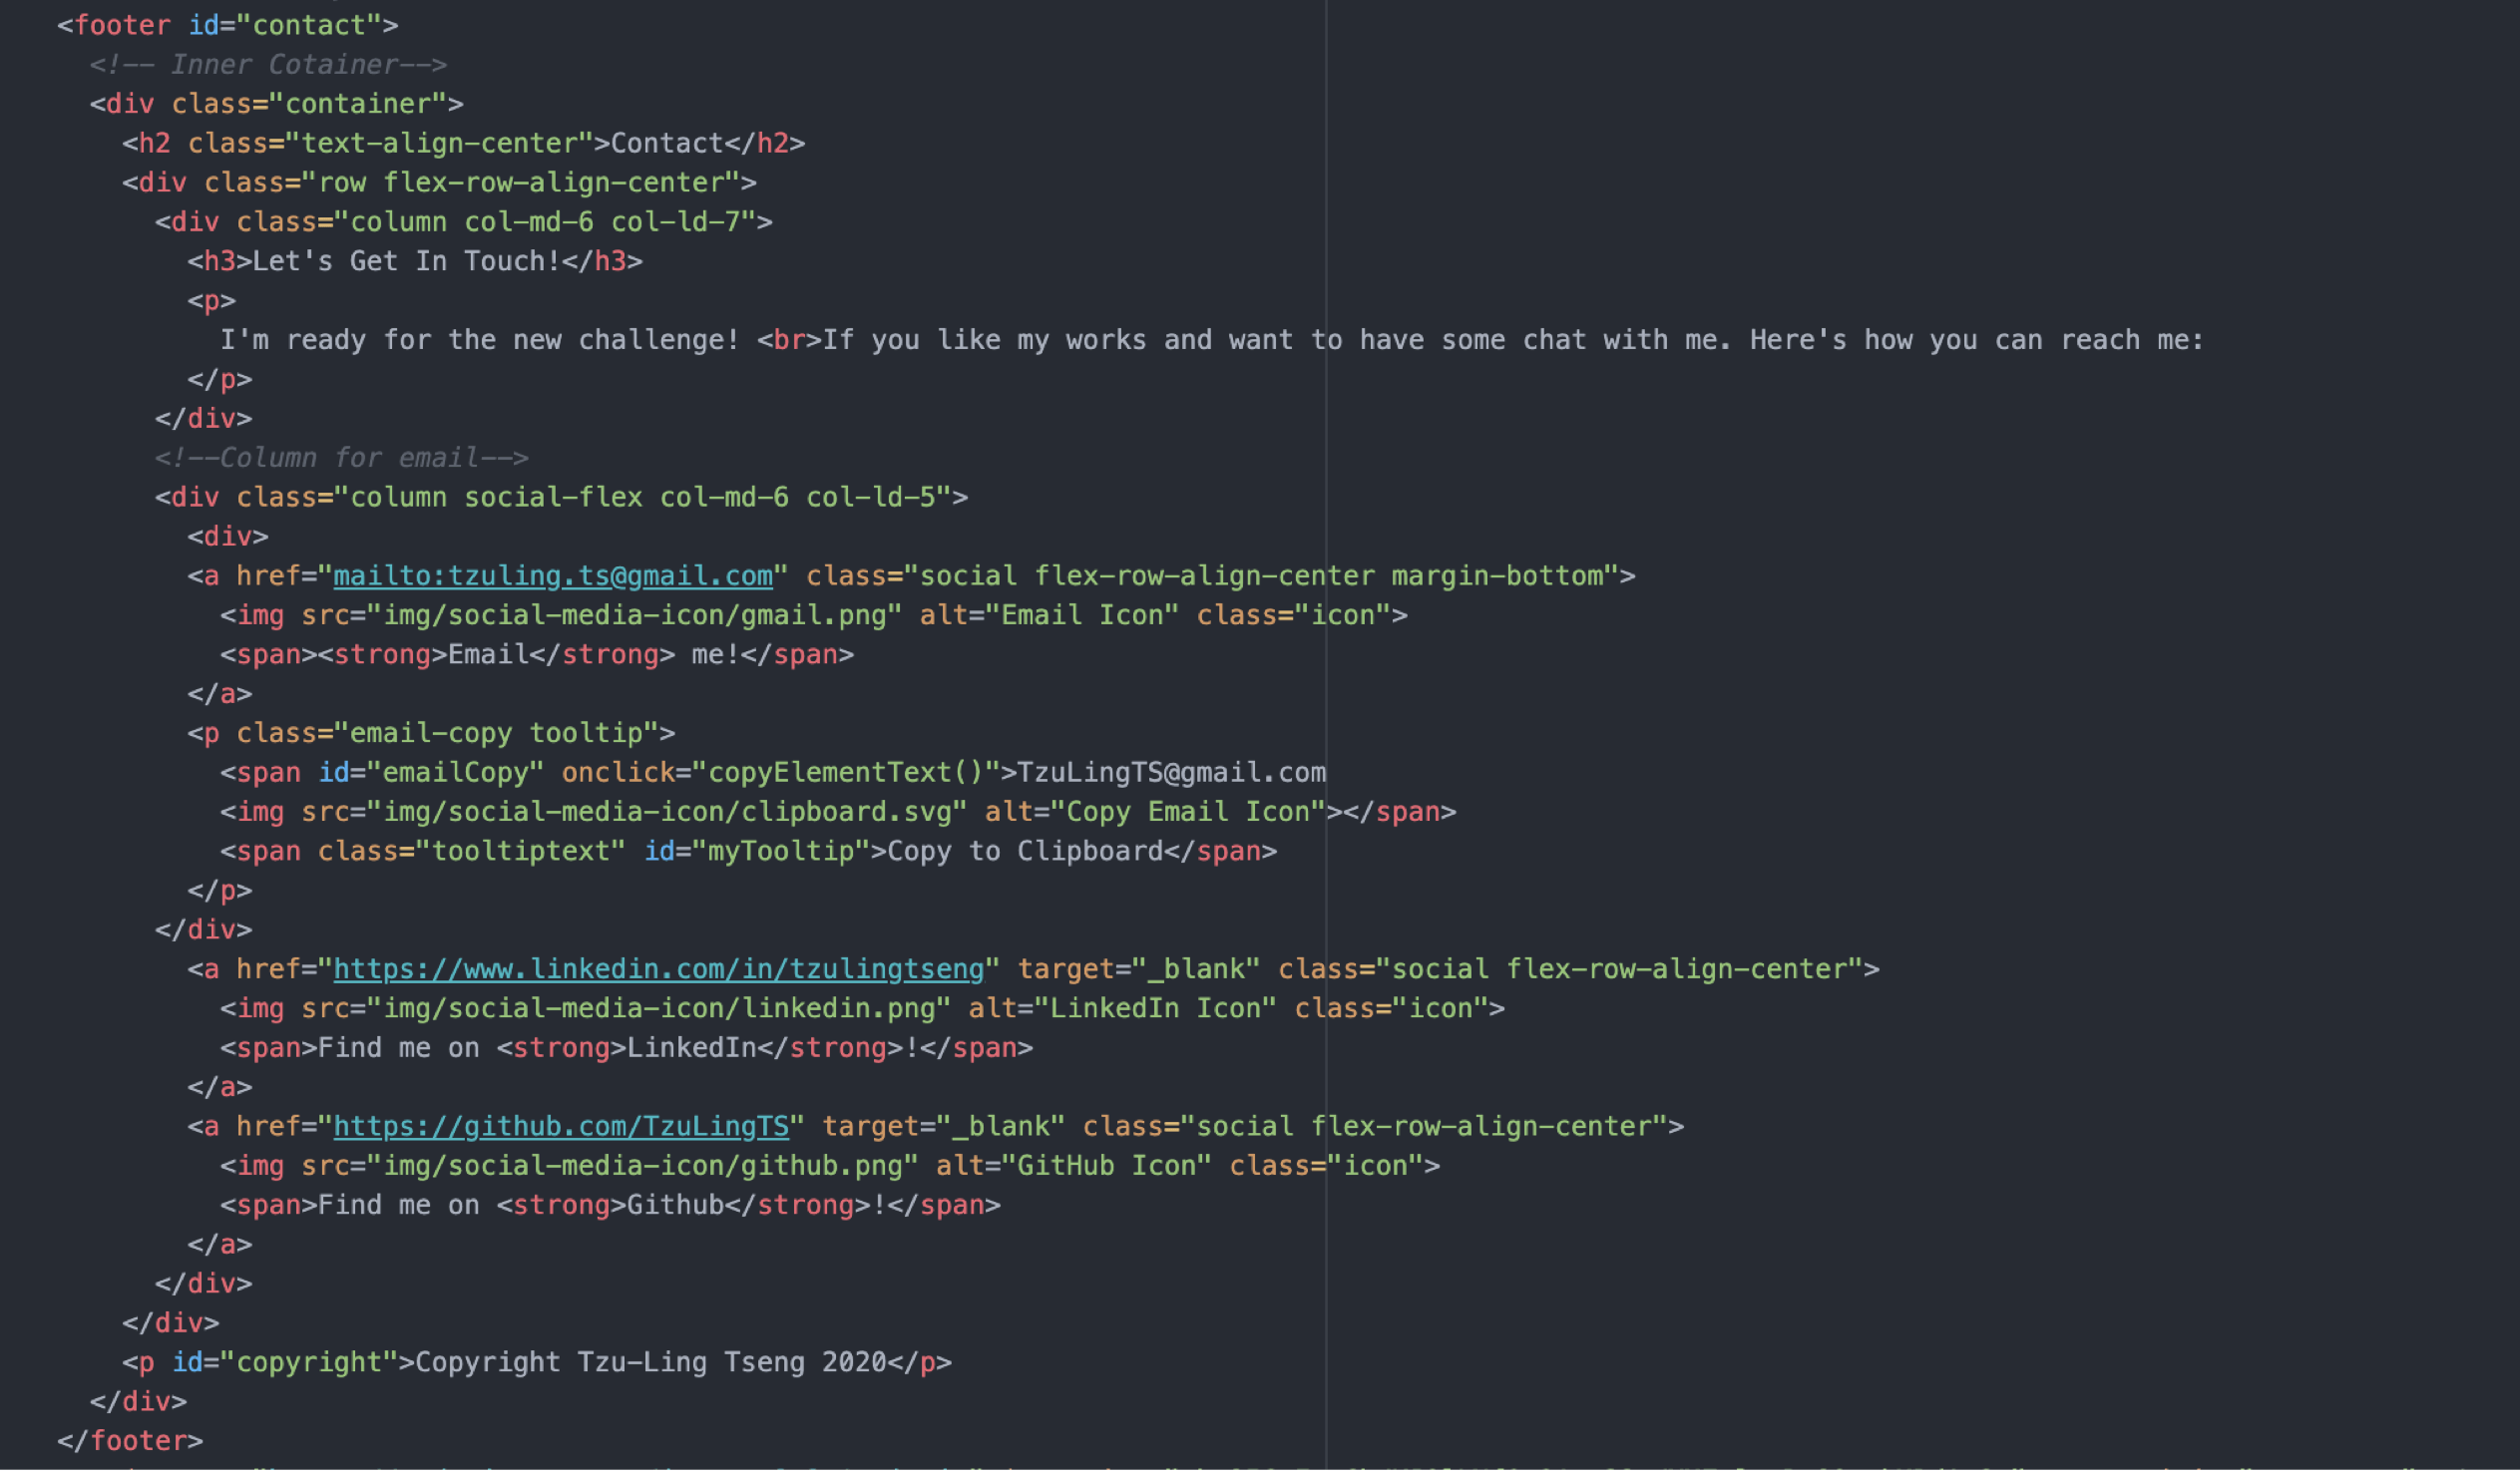 <footer id="contact">
<!-- Inner Cotainer-->
<div class="container">
<h2 class="text-align-center">Contact</h2>
<div class="row flex-row-align-center">
<div class="column col-md-6 col-ld-7">
<h3>Let's Get In Touch!</h3>
<p>
I'm ready for the new challenge! <br>If you like my works and want to have some chat with me. Here's how you can reach me:
</p>
</div>
<!--Column for email-->
<div class="column social-flex col-md-6 col-ld-5">
<div>
<a href="mailto:tzuling.ts@gmail.com" class="social flex-row-align-center margin-bottom">
<img src="img/social-media-icon/gmail.png" alt="Email Icon" class="icon">
<span><strong>Email</strong> me!</span>
</a>
<p class="email-copy tooltip">
<span id="emailCopy" onclick="copyElementText()">TzuLingTS@gmail.com
<img src="img/social-media-icon/clipboard.svg" alt="Copy Email Icon"></span>
<span class="tooltiptext" id="myTooltip">Copy to Clipboard</span>
</p>
</div>
<a href="https://www.linkedin.com/in/tzulingtseng" target="_blank" class="social flex-row-align-center">
<img src="img/social-media-icon/linkedin.png" alt="LinkedIn Icon" class="icon">
<span>Find me on <strong>LinkedIn</strong>!</span>
</a>
<a href="https://github.com/TzuLingTS" target="_blank" class="social flex-row-align-center">
<img src="img/social-media-icon/github.png" alt="GitHub Icon" class="icon">
<span>Find me on <strong>Github</strong>!</span>
</a>
</div>
</div>
<p id="copyright">Copyright Tzu-Ling Tseng 2020</p>
</div>
</footer>